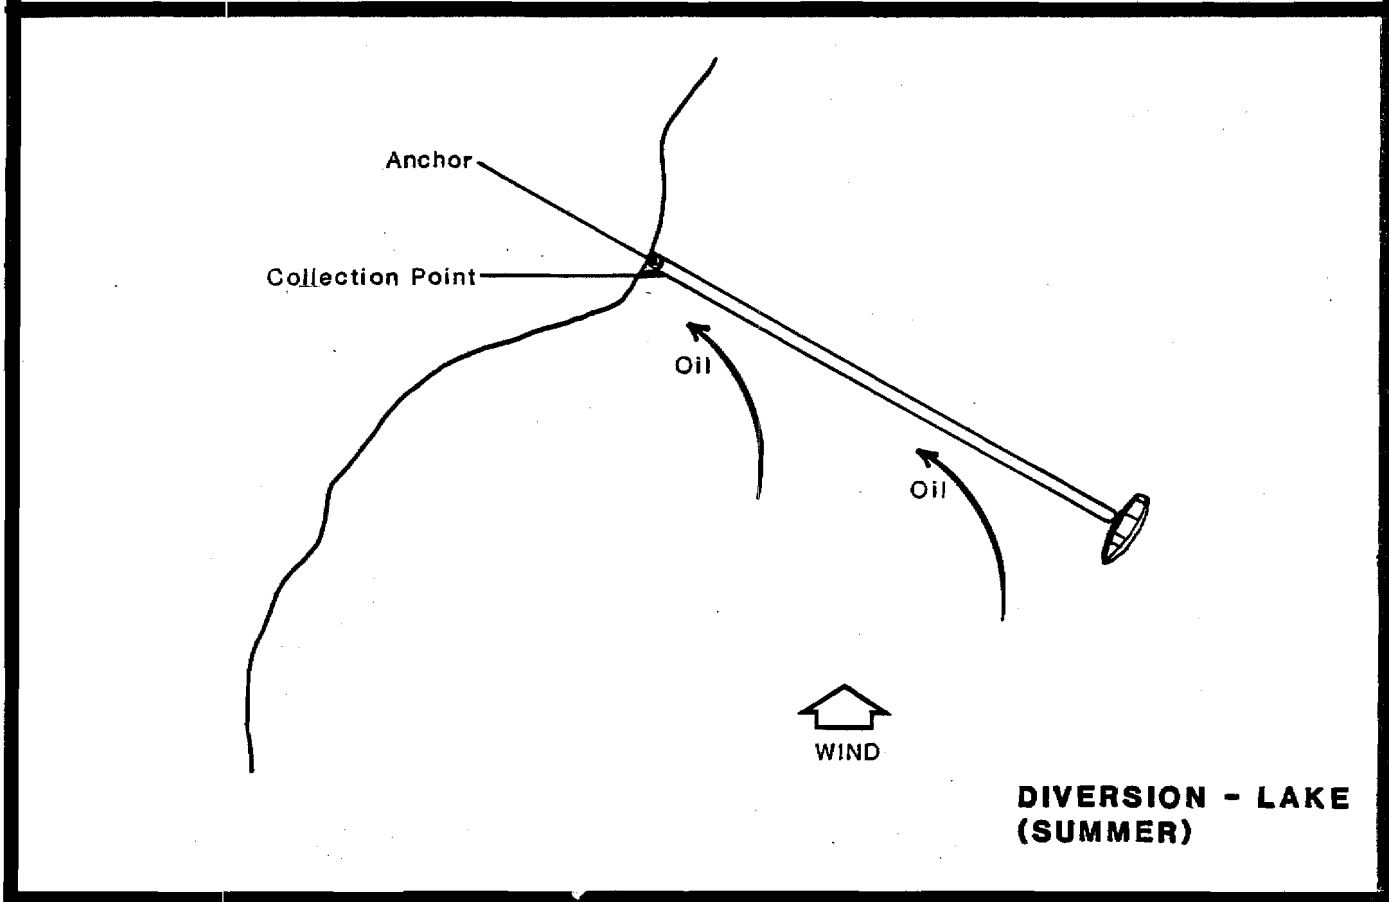 Anchor
Collection Point
Oil
Oil
WIND
DIVERSION - LAKE
(SUMMER)